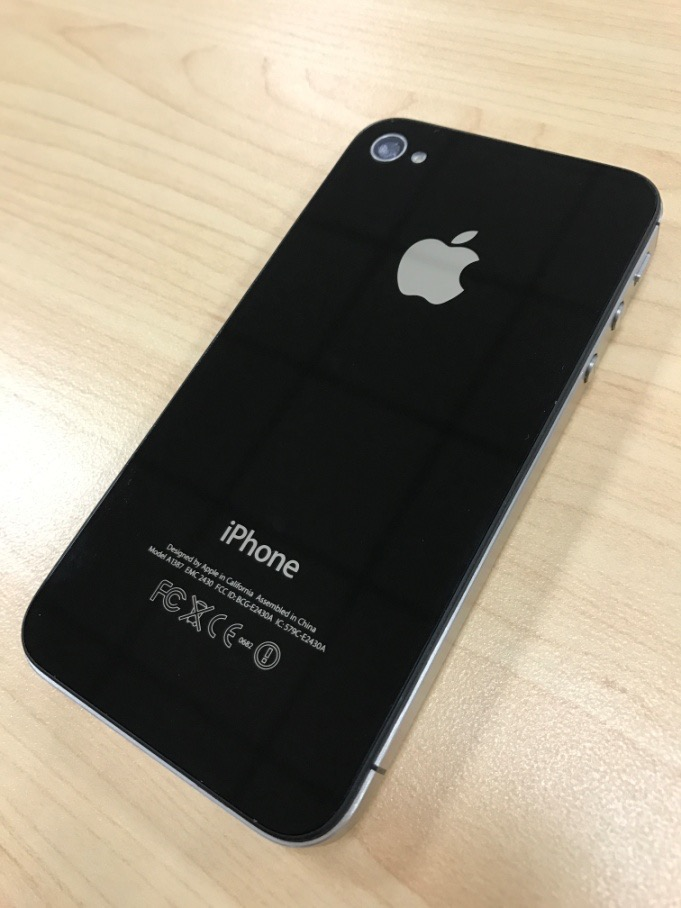 iPhone
Designed by Apple in California Assembled in China
Model A1387 EMC 2430 FCC ID: BCG-E2430A IC: 579C-E2430A
FC CE 0682